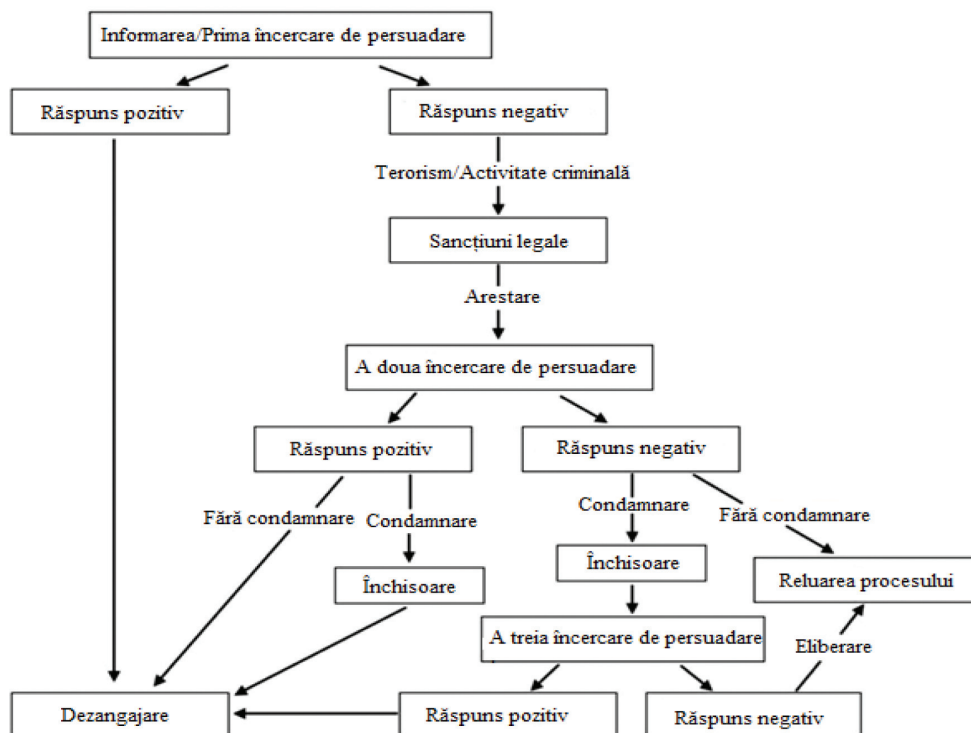 Informarea/Prima încercare de persuadare
Răspuns pozitiv
Răspuns negativ
Terorism/Activitate criminală
Sancțiuni legale
Arestare
A doua încercare de persuadare
Răspuns pozitiv
Răspuns negativ
Fără condamnare
Condamnare
Condamnare
Fără condamnare
Închisoare
Închisoare
Reluarea procesului
A treia încercare de persuadare
Eliberare
Dezangajare
Răspuns pozitiv
Răspuns negativ